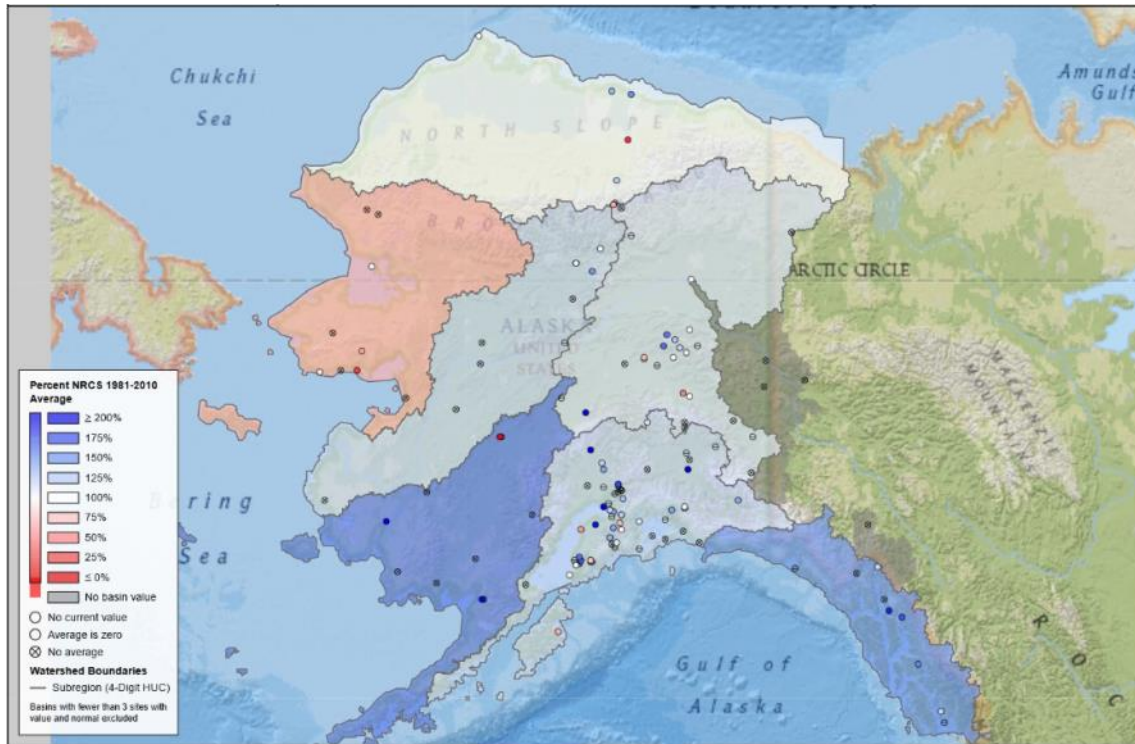 Chukchi
Sea
Amunds
Gulf
NORTH SLOPE
ARCTIC CIRCLE
ALASKA
UNITED
STATES
MACKENZIE
MOUNTAINS
Percent NRCS 1981-2010
Average
≥ 200%
175%
150%
125%
100%
75%
50%
25%
≤ 0%
No basin value
No current value
Average is zero
No average
Watershed Boundaries
Subregion (4-Digit HUC)
Basins with fewer than 3 sites with
value and normal excluded
Bering
Sea
Gulf of
Alaska
R O C